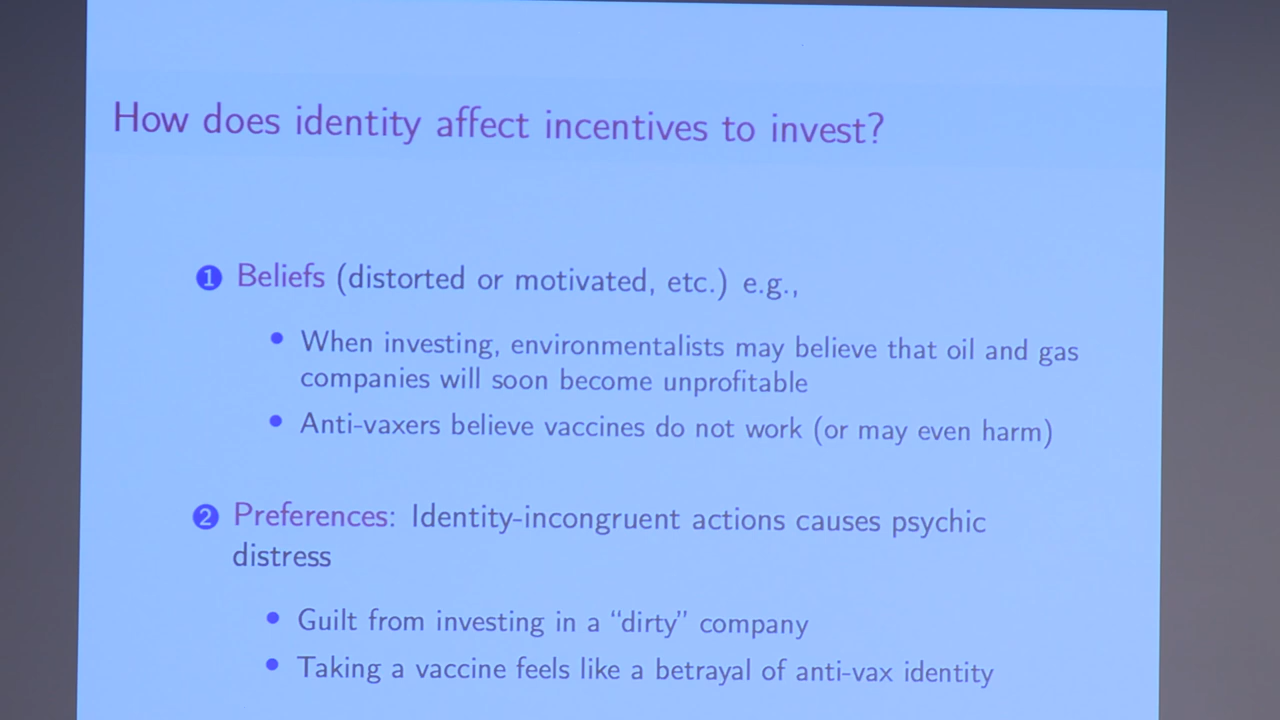 How does identity affect incentives to invest?
1 Beliefs (distorted or motivated, etc.) e.g.,
• When investing, environmentalists may believe that oil and gas
companies will soon become unprofitable
• Anti-vaxers believe vaccines do not work (or may even harm)
2 Preferences: Identity-incongruent actions causes psychic
distress
• Guilt from investing in a “dirty” company
• Taking a vaccine feels like a betrayal of anti-vax identity